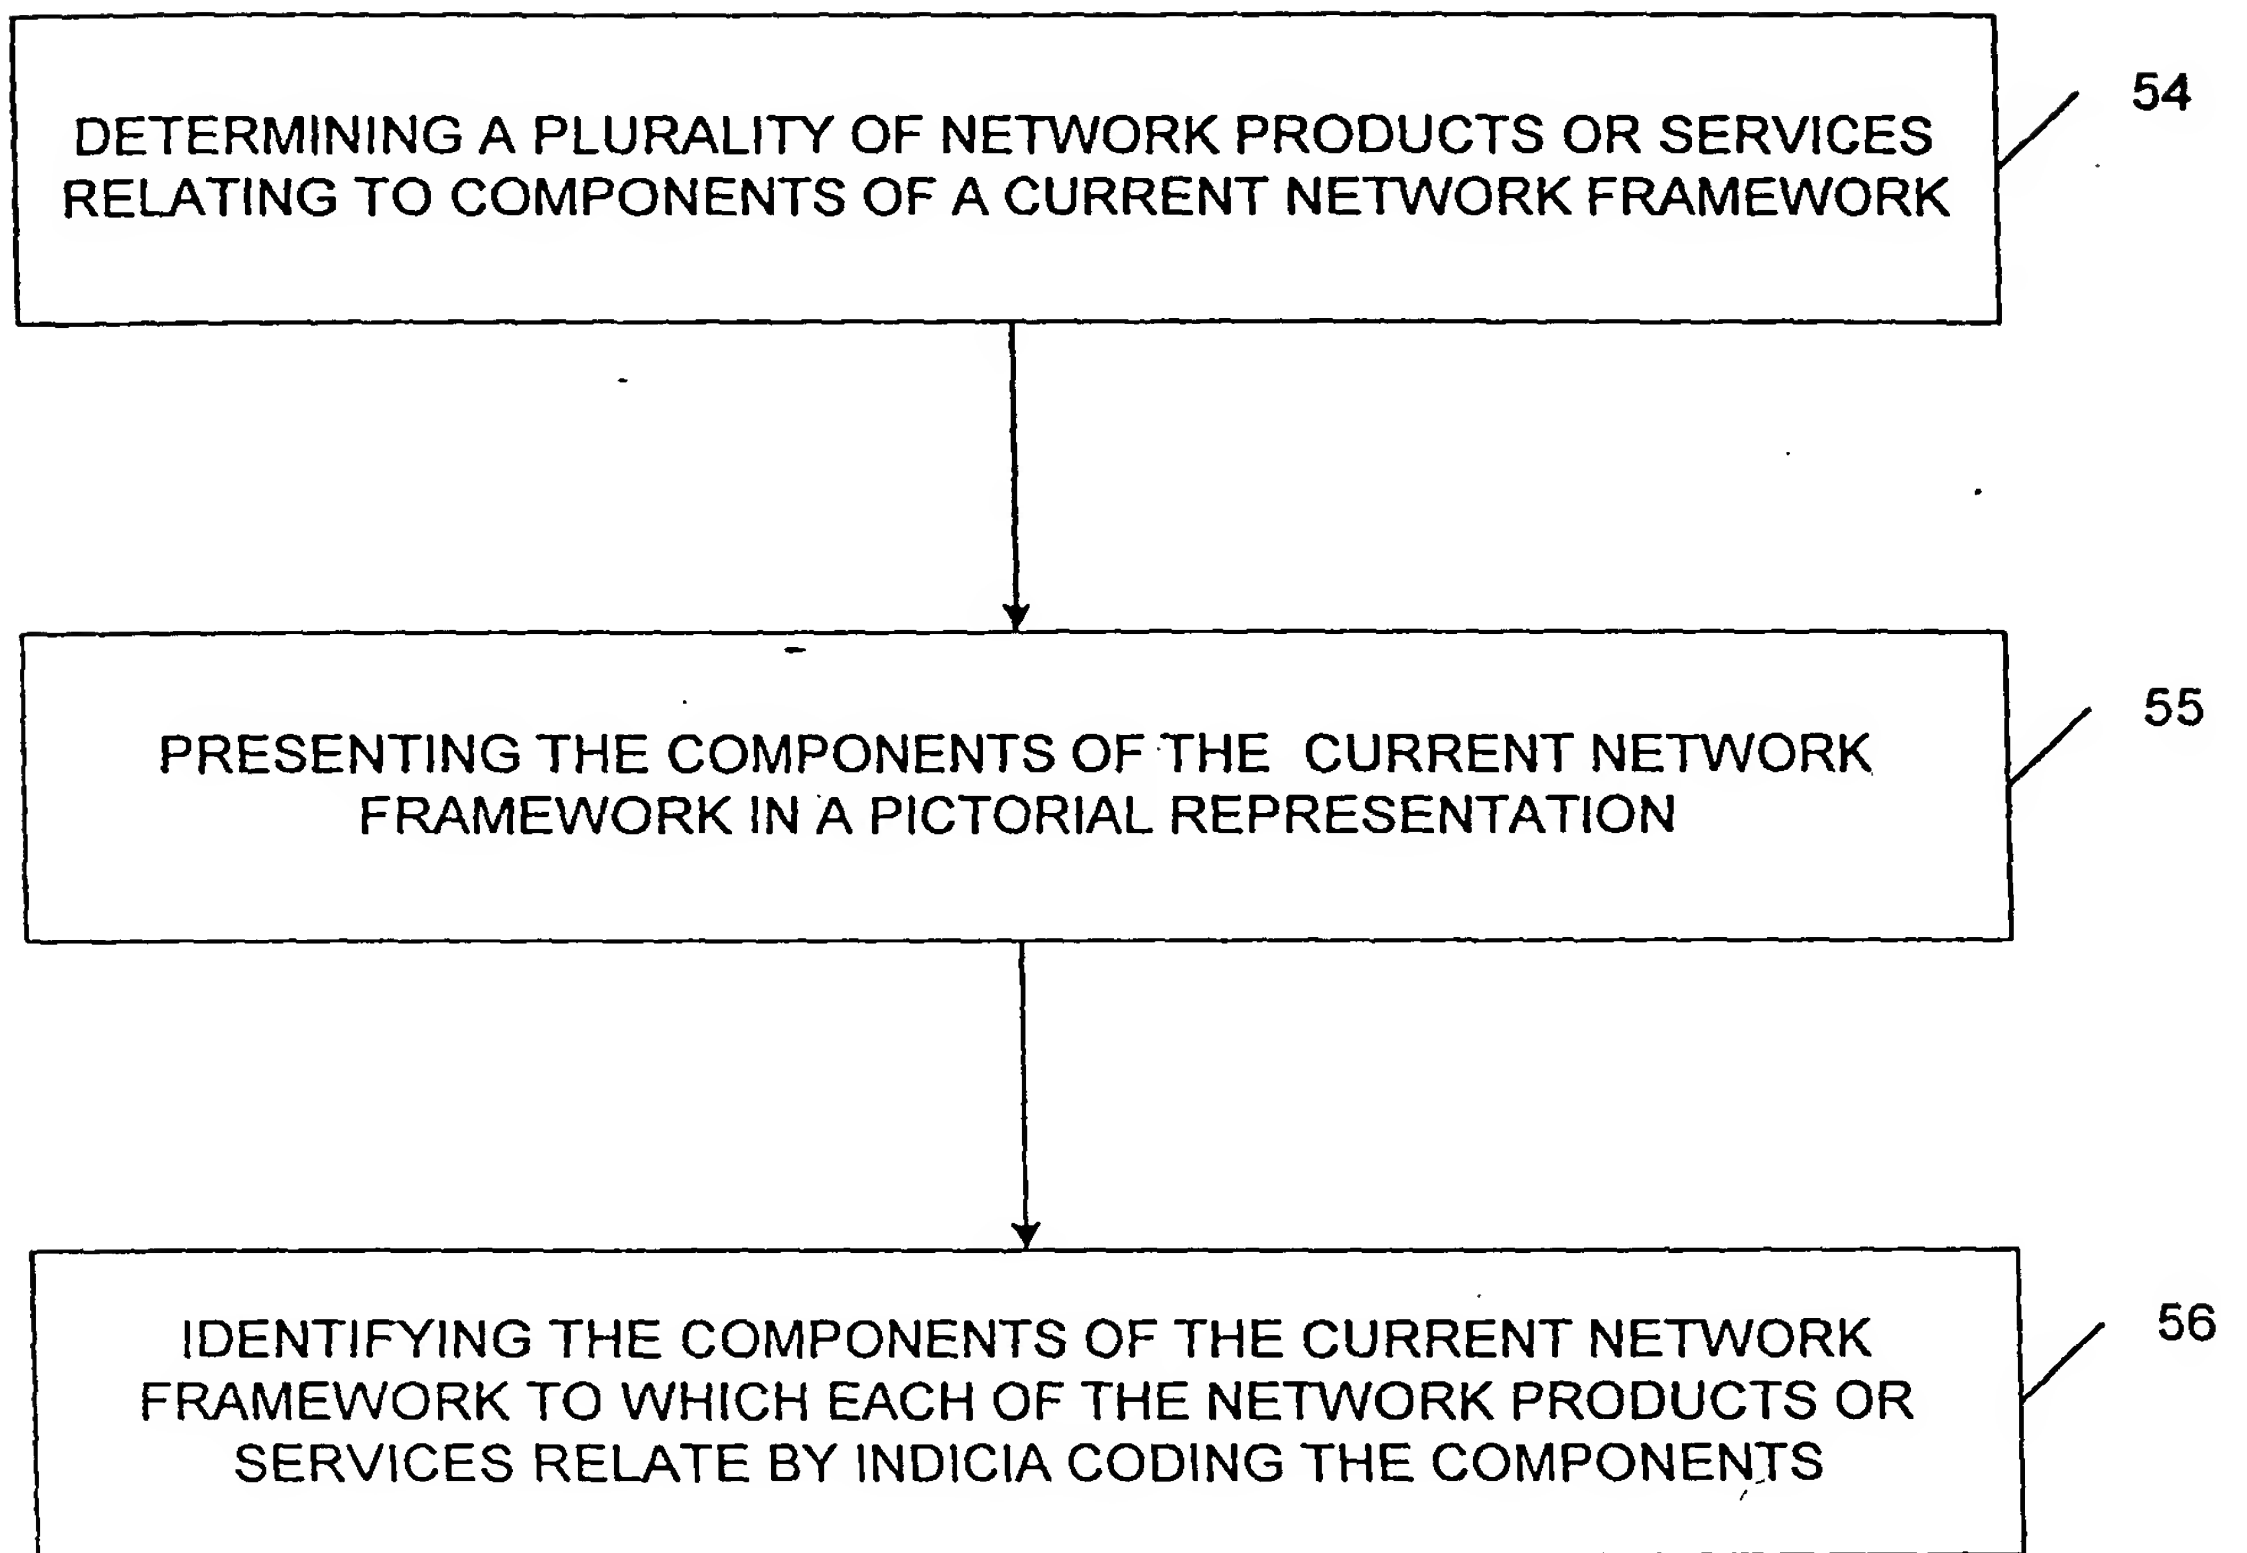 54
DETERMINING A PLURALITY OF NETWORK PRODUCTS OR SERVICES
RELATING TO COMPONENTS OF A CURRENT NETWORK FRAMEWORK
55
PRESENTING THE COMPONENTS OF THE CURRENT NETWORK
FRAMEWORK IN A PICTORIAL REPRESENTATION
56
IDENTIFYING THE COMPONENTS OF THE CURRENT NETWORK
FRAMEWORK TO WHICH EACH OF THE NETWORK PRODUCTS OR
SERVICES RELATE BY INDICIA CODING THE COMPONENTS